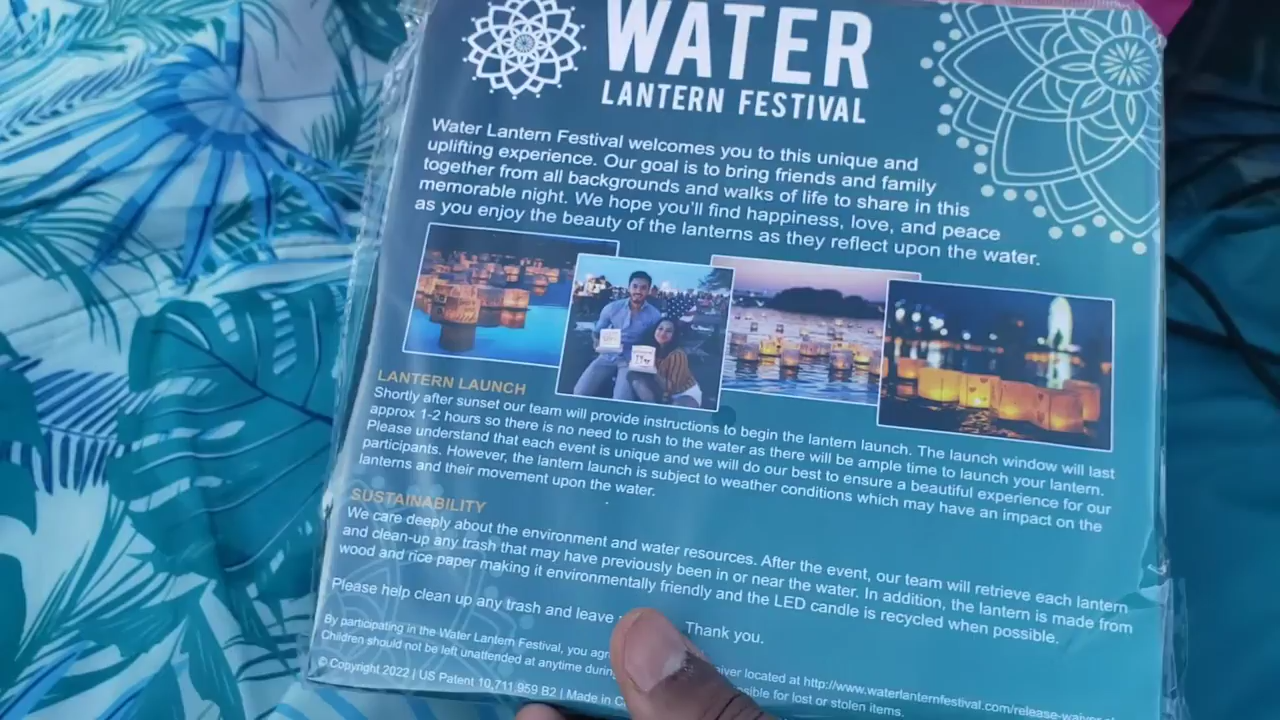 WATER
LANTERN FESTIVAL
Water Lantern Festival welcomes you to this unique and
uplifting experience. Our goal is to bring friends and family
together from all backgrounds and walks of life to share in this
memorable night. We hope you'll find happiness, love, and peace
as you enjoy the beauty of the lanterns as they reflect upon the water.
LANTERN LAUNCH
Shortly after sunset our team will provide instructions to begin the lantern launch. The launch window will last
approx 1-2 hours so there is no need to rush to the water as there will be ample time to launch your lantern.
Please understand that each event is unique and we will do our best to ensure a beautiful experience for our
participants. However, the lantern launch is subject to weather conditions which may have an impact on the
lanterns and their movement upon the water.
SUSTAINABILITY
We care deeply about the environment and water resources. After the event, our team will retrieve each lantern
and clean-up any trash that may have previously been in or near the water. In addition, the lantern is made from
wood and rice paper making it environmentally friendly and the LED candle is recycled when possible.
Please help clean up any trash and leave Thank you.
By participating in the Water Lantern Festival, you located at http://www.waterlanternfestival.com/release-waiver
Children should not be left unattended at anytime for lost or stolen items.
© Copyright 2022 | US Patent 10,711,959 B2 | Made in